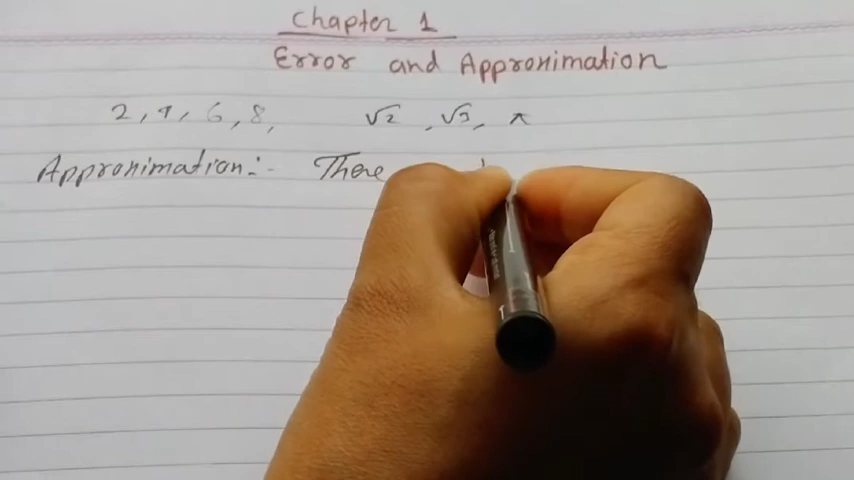 Chapter 1
Error and Approximation
2, 4, 6, 8, √2, √3, π
Approximation:- There